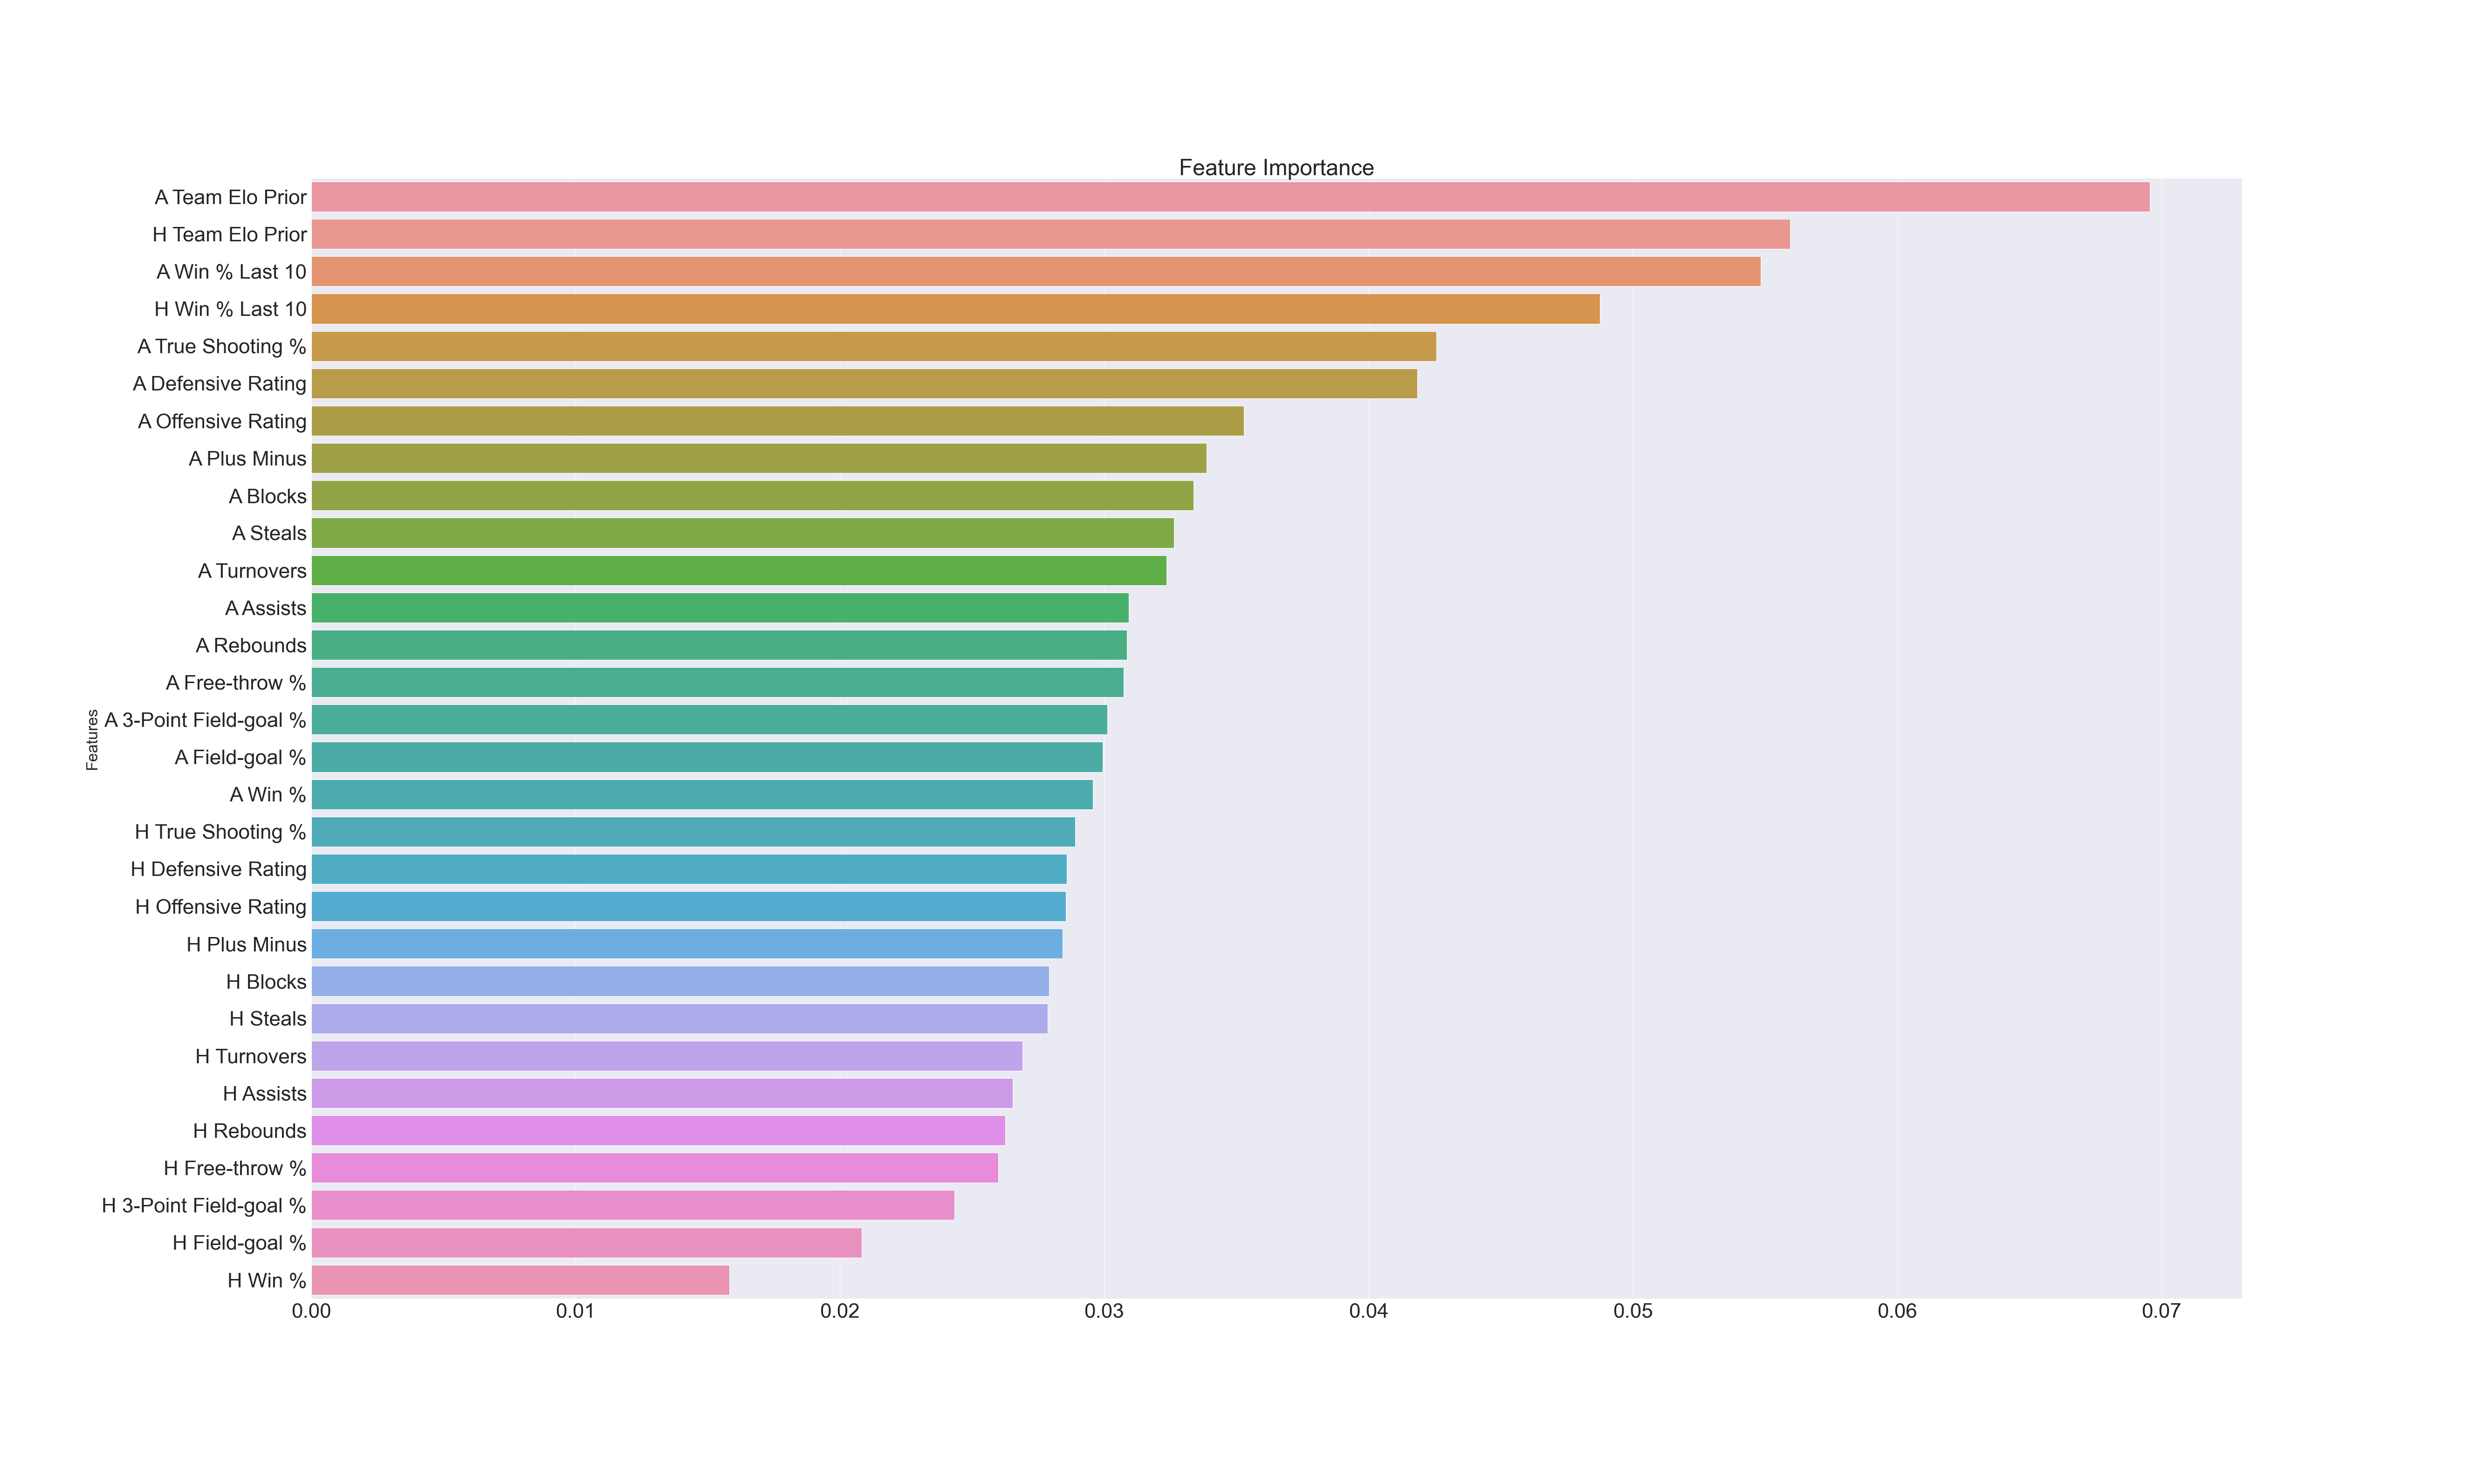 Feature Importance
A Team Elo Prior
H Team Elo Prior
A Win % Last 10
H Win % Last 10
A True Shooting %
A Defensive Rating
A Offensive Rating
A Plus Minus
A Blocks
A Steals
A Turnovers
A Assists
A Rebounds
A Free-throw %
A 3-Point Field-goal %
A Field-goal %
A Win %
H True Shooting %
H Defensive Rating
H Offensive Rating
H Plus Minus
H Blocks
H Steals
H Turnovers
H Assists
H Rebounds
H Free-throw %
H 3-Point Field-goal %
H Field-goal %
H Win %
Features
0.00 0.01 0.02 0.03 0.04 0.05 0.06 0.07